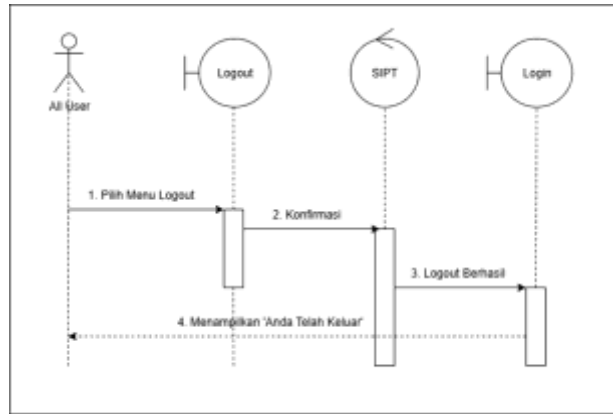 All User
Logout
SIPT
Login
1. Pilih Menu Logout
2. Konfirmasi
3. Logout Berhasil
4. Menampilkan 'Anda Telah Keluar'